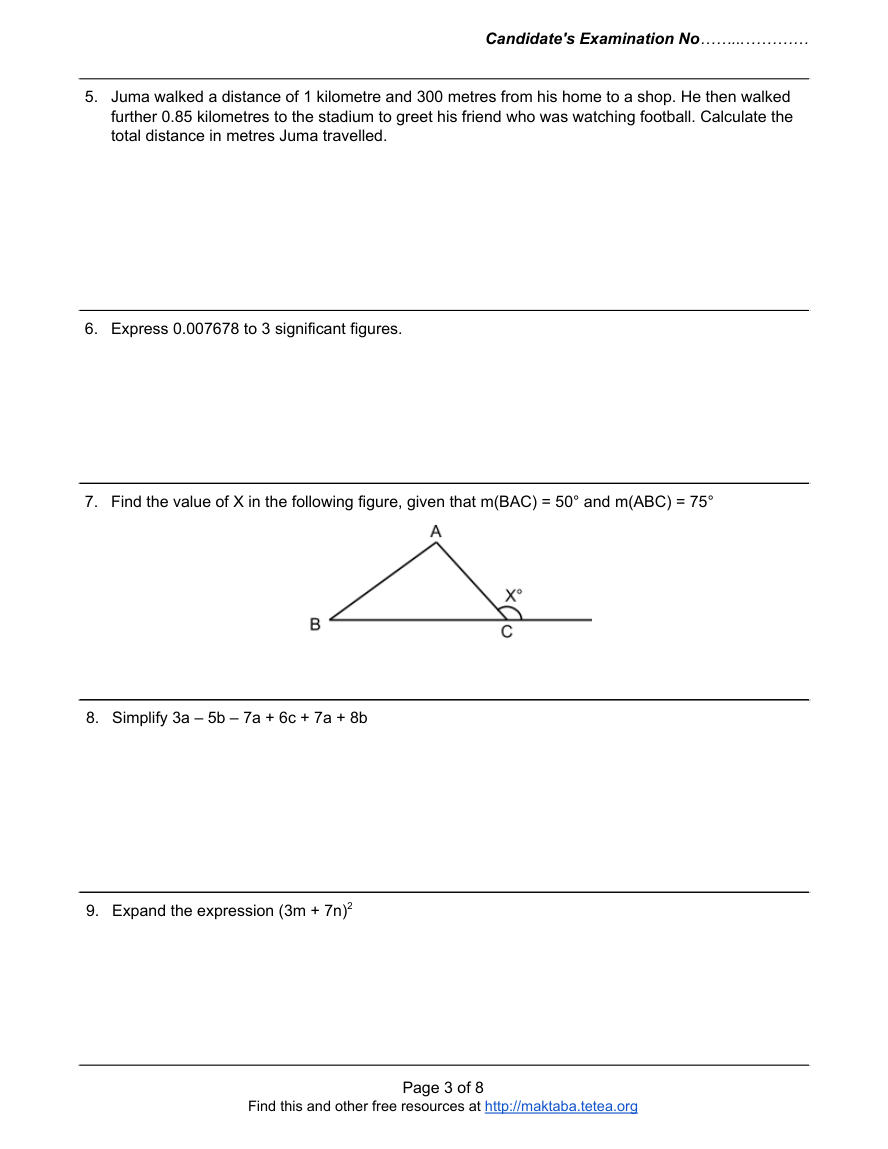 Candidate's Examination No……...…………
5. Juma walked a distance of 1 kilometre and 300 metres from his home to a shop. He then walked
further 0.85 kilometres to the stadium to greet his friend who was watching football. Calculate the
total distance in metres Juma travelled.
6. Express 0.007678 to 3 significant figures.
7. Find the value of X in the following figure, given that m(BAC) = 50° and m(ABC) = 75°
A
X°
B
C
8. Simplify 3a – 5b – 7a + 6c + 7a + 8b
9. Expand the expression (3m + 7n)²
Page 3 of 8
Find this and other free resources at http://maktaba.tetea.org